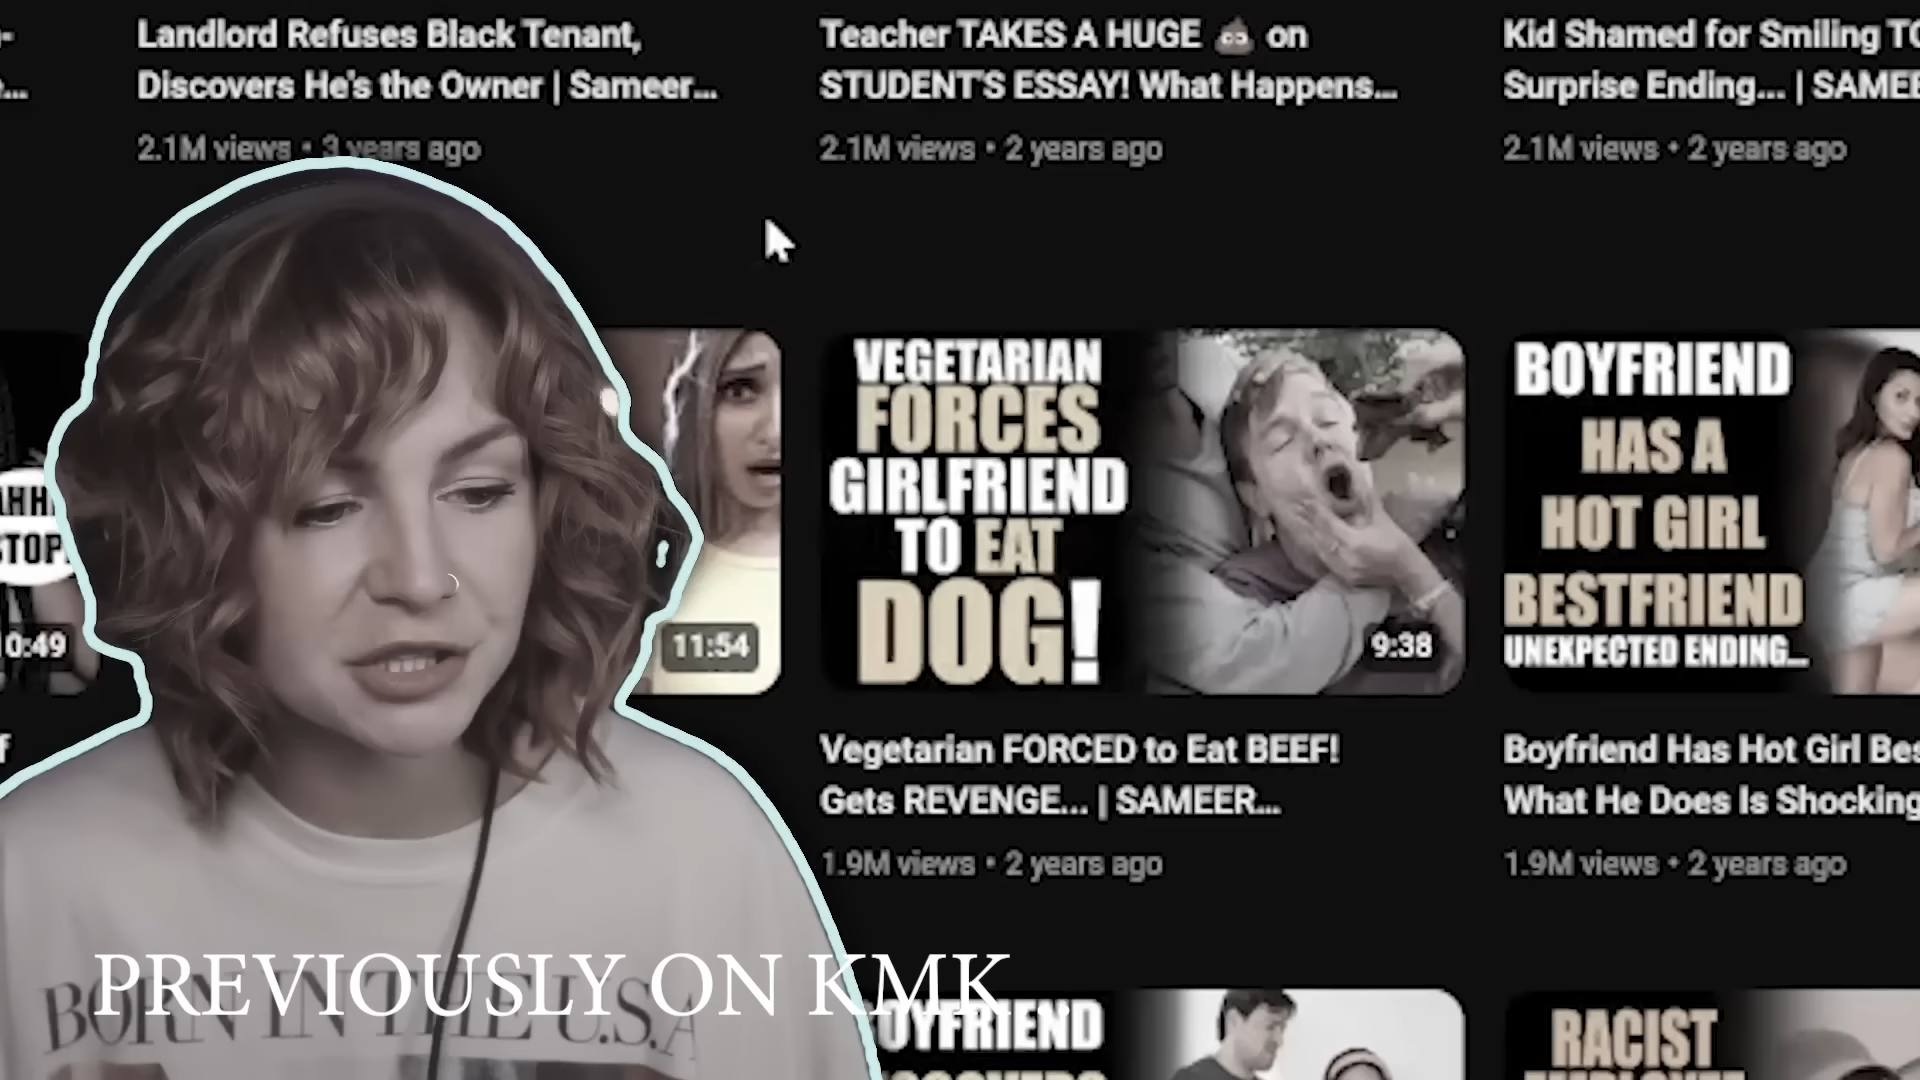 Landlord Refuses Black Tenant,
Discovers He's the Owner | Sameer...
2.1M views • 3 years ago
Teacher TAKES A HUGE 💩 on
STUDENT'S ESSAY! What Happens...
2.1M views • 2 years ago
Kid Shamed for Smiling
Surprise Ending... |
2.1M views • 2 years ago
0:49
11:54
VEGETARIAN
FORCES
GIRLFRIEND
TO EAT
DOG!
9:38
Vegetarian FORCED to Eat BEEF!
Gets REVENGE... | SAMEER...
1.9M views • 2 years ago
BOYFRIEND
HAS A
HOT GIRL
BESTFRIEND
UNEXPECTED ENDING...
Boyfriend Has Hot Girl
What He Does Is Shocking
1.9M views • 2 years ago
PREVIOUSLY ON KMK...
BORN IN THE U.S.A
RACIST